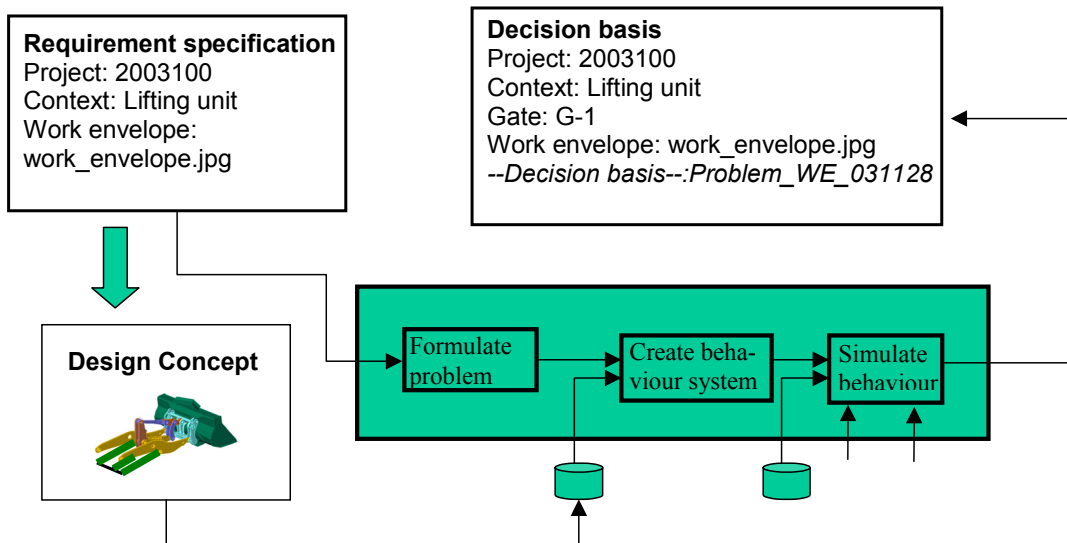 Requirement specification
Project: 2003100
Context: Lifting unit
Work envelope:
work_envelope.jpg
Decision basis
Project: 2003100
Context: Lifting unit
Gate: G-1
Work envelope: work_envelope.jpg
--Decision basis--:Problem_WE_031128
Design Concept
Formulate
problem
Create beha-
viour system
Simulate
behaviour